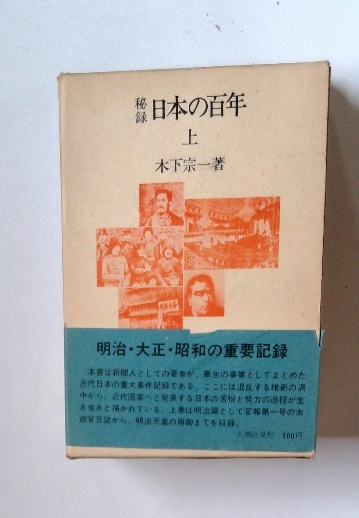 秘録 日本の百年
上
木下宗一著
明治・大正・昭和の重要記録
本書は新聞人としての著者が、畢生の事業としてまとめた
近代日本の重大事件記録である。ここには混乱する維新の渦
中から、近代国家へと発展する日本の苦悩と努力の過程が生
き生きと描かれている。上巻は明治篇として官報第一号の太
政官日誌から、明治天皇の崩御までを収録。
人物往来社 800円